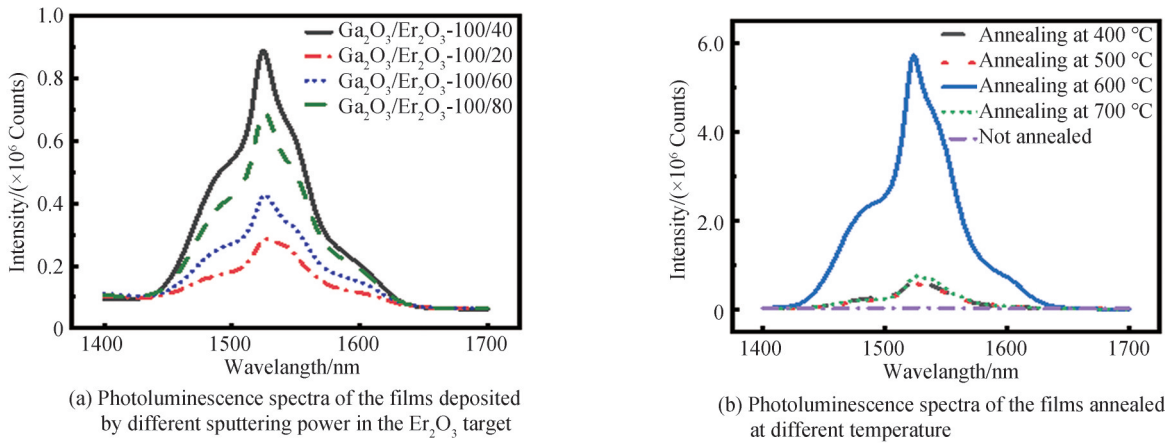 Intensity/(×10⁶ Counts)
1.0
0.8
0.6
0.4
0.2
0
1400
1500
1600
1700
Wavelangth/nm
Ga₂O₃/Er₂O₃-100/40
Ga₂O₃/Er₂O₃-100/20
Ga₂O₃/Er₂O₃-100/60
Ga₂O₃/Er₂O₃-100/80
(a) Photoluminescence spectra of the films deposited
by different sputtering power in the Er₂O₃ target
Intensity/(×10⁶ Counts)
6.0
4.0
2.0
0
1400
1500
1600
1700
Wavelangth/nm
Annealing at 400 ℃
Annealing at 500 ℃
Annealing at 600 ℃
Annealing at 700 ℃
Not annealed
(b) Photoluminescence spectra of the films annealed
at different temperature